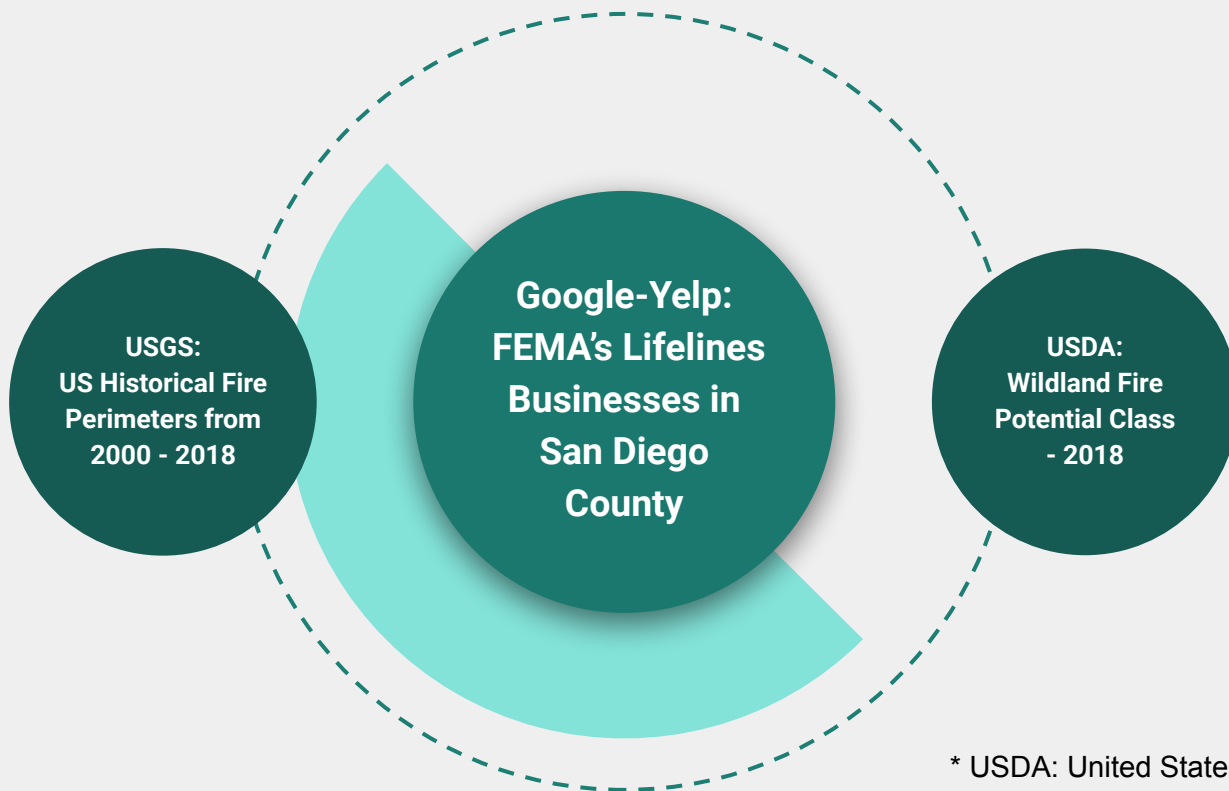 USGS:
US Historical Fire
Perimeters from
2000 - 2018
Google-Yelp:
FEMA’s Lifelines
Businesses in
San Diego
County
USDA:
Wildland Fire
Potential Class
- 2018
* USDA: United State